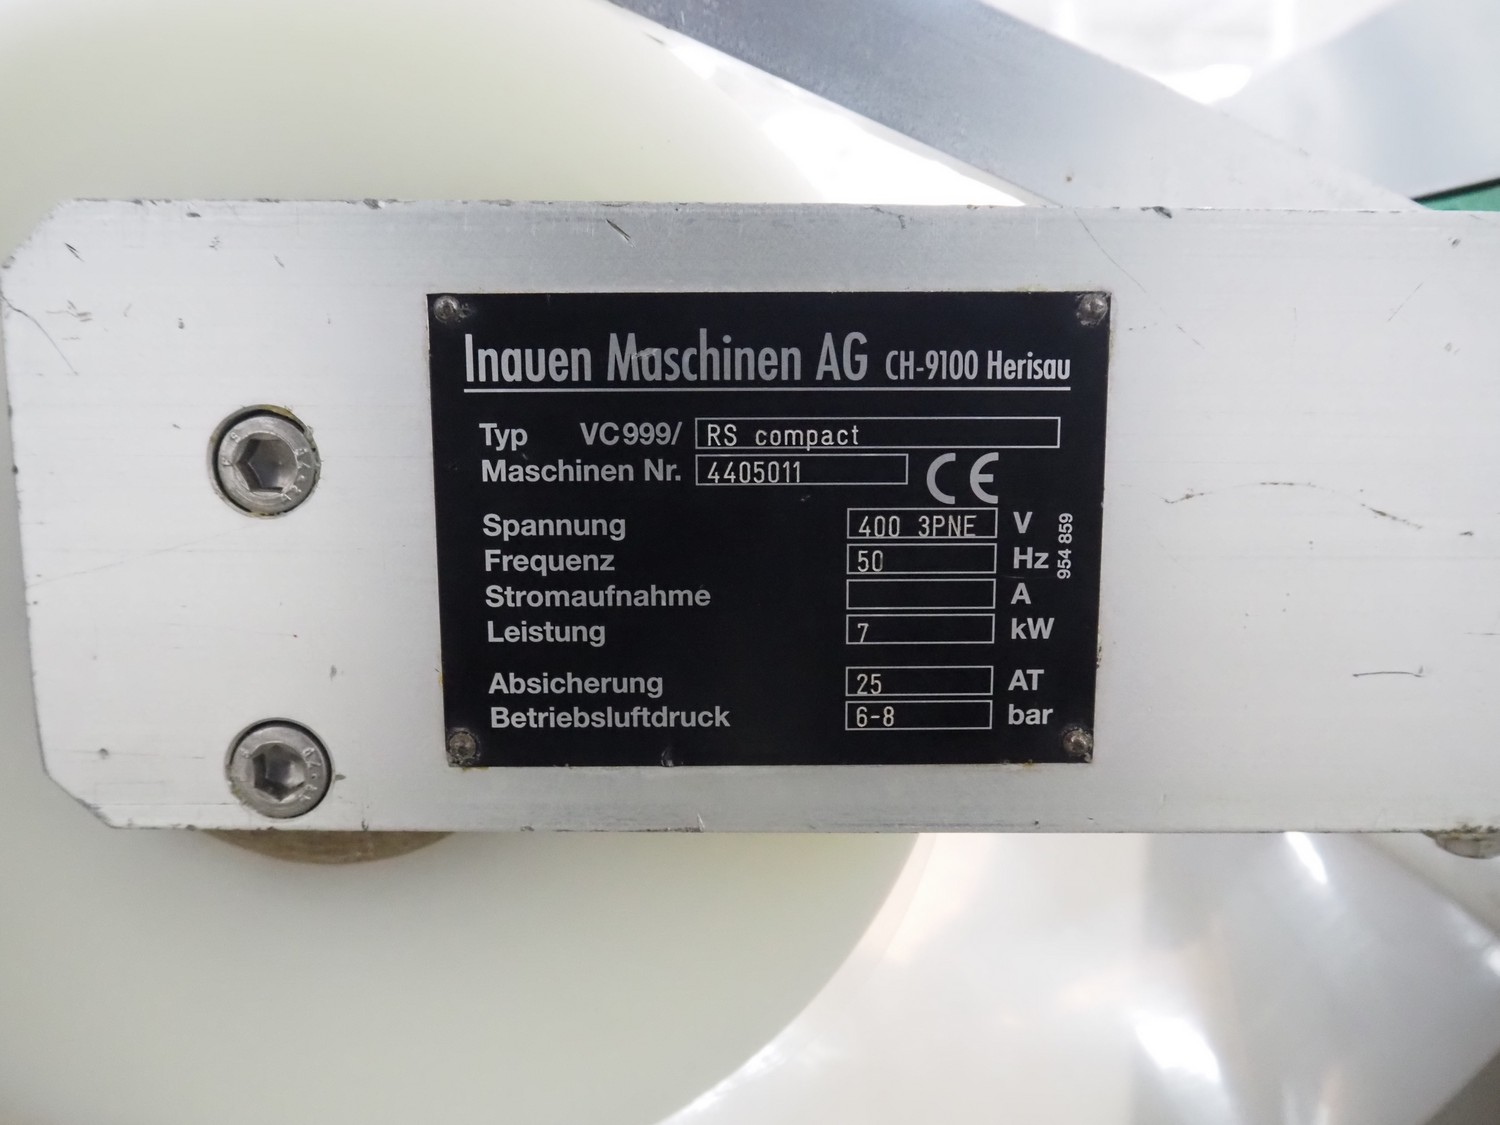 Inauen Maschinen AG CH-9100 Herisau
Typ VC999/ RS compact
Maschinen Nr. 4405011 CE
Spannung 400 3PNE V
Frequenz 50 Hz
Stromaufnahme A
Leistung 7 kW
954 859
Absicherung 25 AT
Betriebsluftdruck 6-8 bar